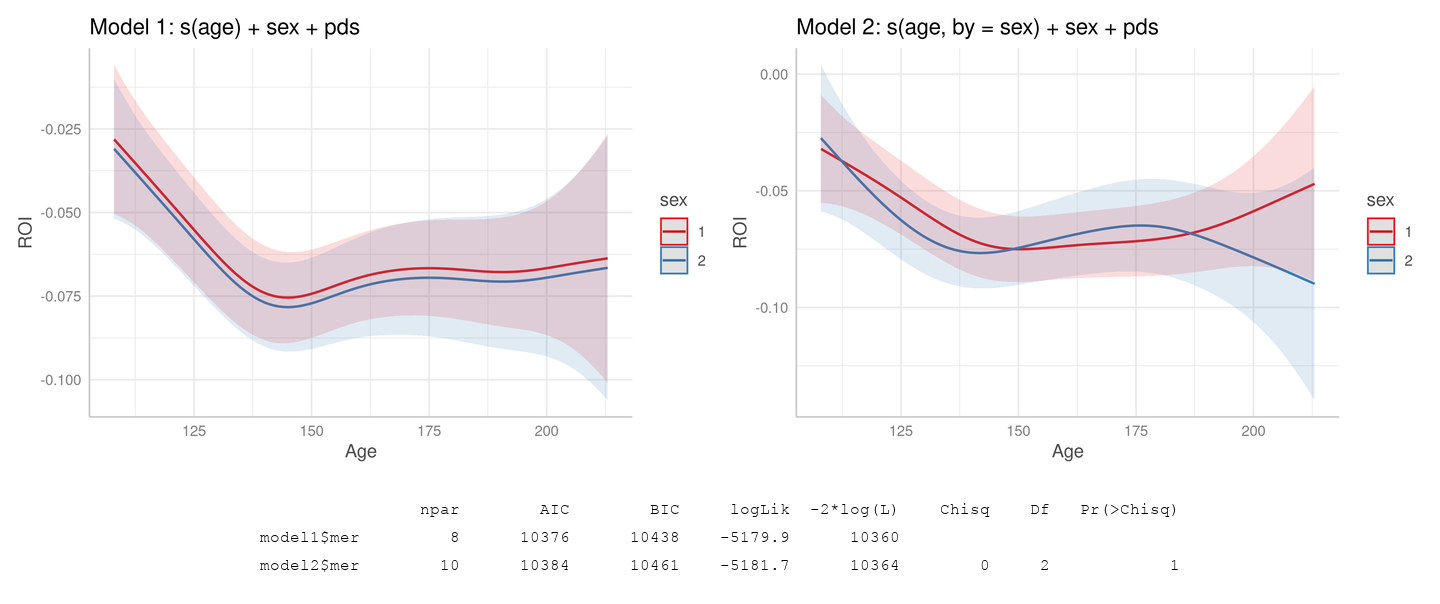 Model 1: s(age) + sex + pds
-0.025
-0.050
-0.075
-0.100
ROI
125 150 175 200
Age
sex
1
2
Model 2: s(age, by = sex) + sex + pds
0.00
-0.05
-0.10
ROI
125 150 175 200
Age
sex
1
2
npar AIC BIC logLik -2*log(L) Chisq Df Pr(>Chisq)
model1$mer 8 10376 10438 -5179.9 10360
model2$mer 10 10384 10461 -5181.7 10364 0 2 1